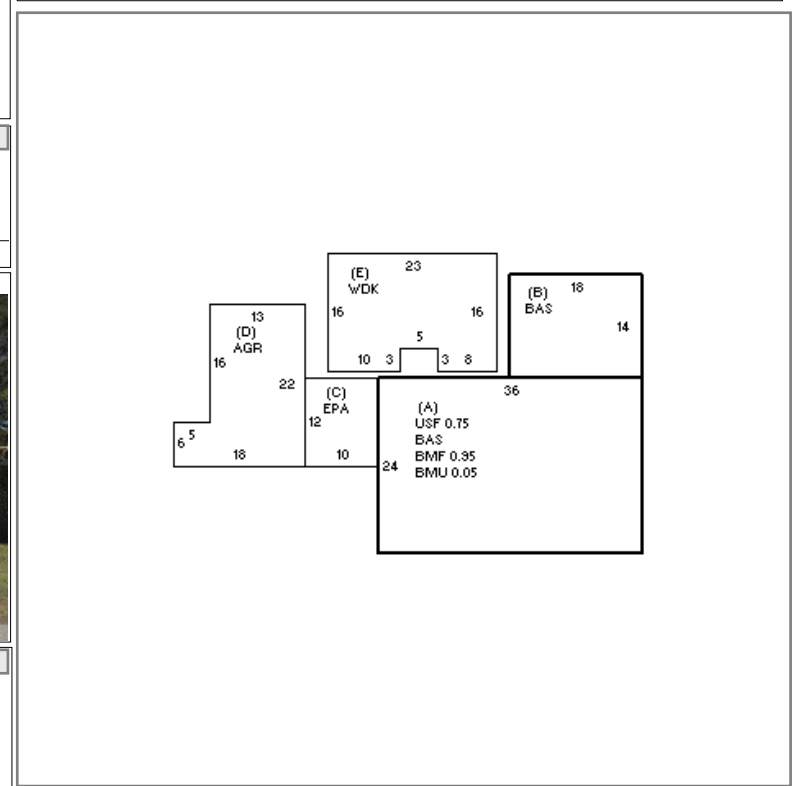 23
(E)
WDK
16
16
5
10
3
3
8
18
(B)
BAS
14
13
(D)
AGR
16
22
6
5
18
(C)
EPA
12
10
36
(A)
USF 0.75
BAS
BMF 0.95
BMU 0.05
24